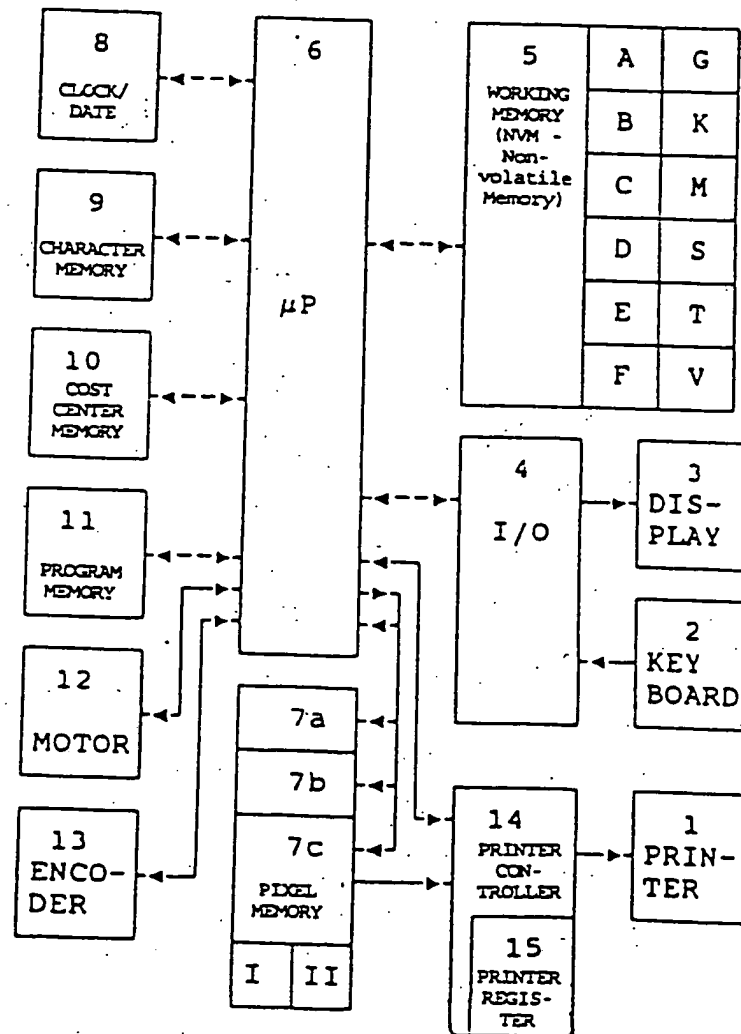 8
CLOCK/
DATE
6
μP
5
WORKING
MEMORY
(NVM -
Non-
volatile
Memory)
A
G
B
K
C
M
D
S
E
T
F
V
9
CHARACTER
MEMORY
10
COST
CENTER
MEMORY
11
PROGRAM
MEMORY
4
I/O
3
DIS-
PLAY
2
KEY
BOARD
12
MOTOR
13
ENCO-
DER
7a
7b
7c
PIXEL
MEMORY
I
II
14
PRINTER
CON-
TROLLER
15
PRINTER
REGIS-
TER
1
PRIN-
TER